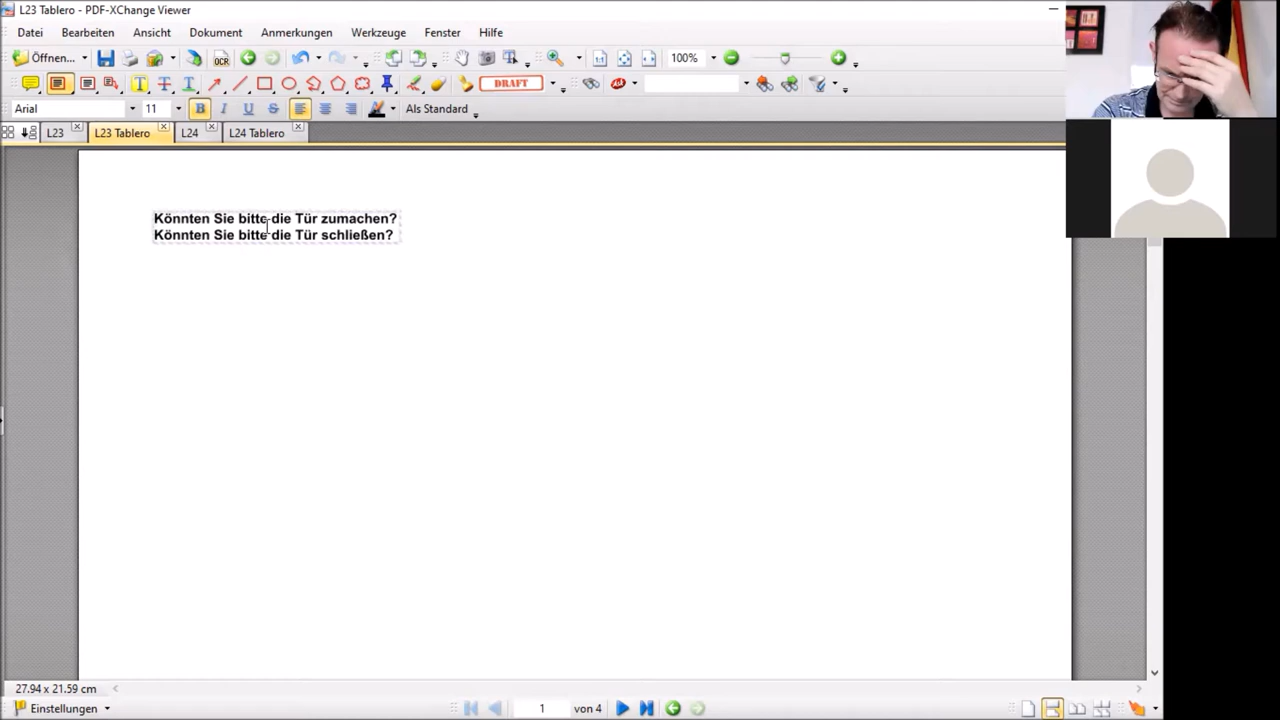 L23 Tablero - PDF-XChange Viewer
Datei Bearbeiten Ansicht Dokument Anmerkungen Werkzeuge Fenster Hilfe
Öffnen... OCR 100%
DRAFT
Arial 11 B I U S Als Standard
L23 L23 Tablero L24 L24 Tablero
Könnten Sie bitte die Tür zumachen?
Könnten Sie bitte die Tür schließen?
27.94 x 21.59 cm
Einstellungen 1 von 4